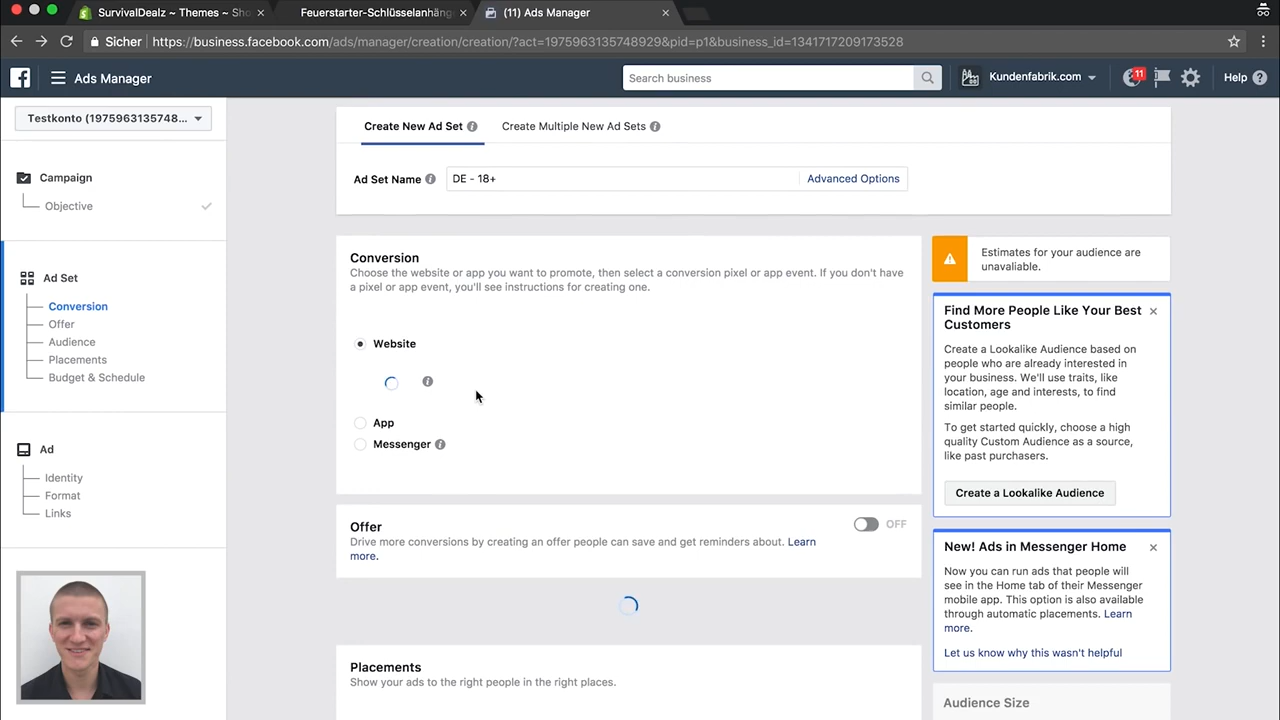 SurvivalDealz ~ Themes ~ Sho
Feuerstarter-Schlüsselanhäng
(11) Ads Manager
Sicher
https://business.facebook.com/ads/manager/creation/creation/?act=1975963135748929&pid=p1&business_id=1341717209173528
Ads Manager
Search business
Kundenfabrik.com
11
Help
Testkonto (1975963135748...
Campaign
Objective
Ad Set
Conversion
Offer
Audience
Placements
Budget & Schedule
Ad
Identity
Format
Links
Create New Ad Set
Create Multiple New Ad Sets
Ad Set Name
DE - 18+
Advanced Options
Conversion
Choose the website or app you want to promote, then select a conversion pixel or app event. If you don't have
a pixel or app event, you'll see instructions for creating one.
Website
App
Messenger
Offer
OFF
Drive more conversions by creating an offer people can save and get reminders about. Learn
more.
Placements
Show your ads to the right people in the right places.
Estimates for your audience are
unavailable.
Find More People Like Your Best
Customers
Create a Lookalike Audience based on
people who are already interested in
your business. We'll use traits, like
location, age and interests, to find
similar people.
To get started quickly, choose a high
quality Custom Audience as a source,
like past purchasers.
Create a Lookalike Audience
New! Ads in Messenger Home
Now you can run ads that people will
see in the Home tab of their Messenger
mobile app. This option is also available
through automatic placements. Learn
more.
Let us know why this wasn't helpful
Audience Size